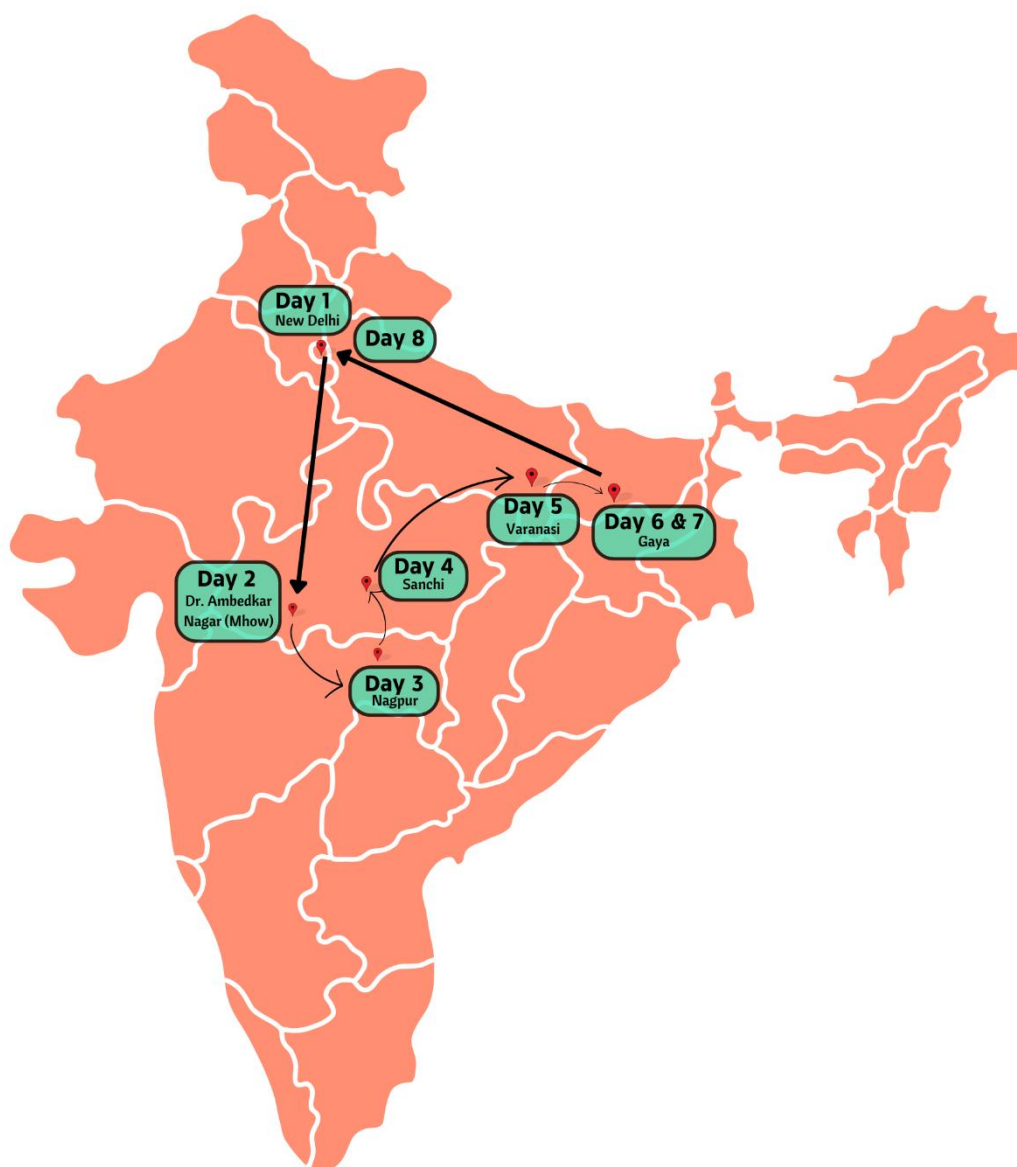 Day 1
New Delhi
Day 8
Day 2
Dr. Ambedkar
Nagar (Mhow)
Day 3
Nagpur
Day 4
Sanchi
Day 5
Varanasi
Day 6 & 7
Gaya